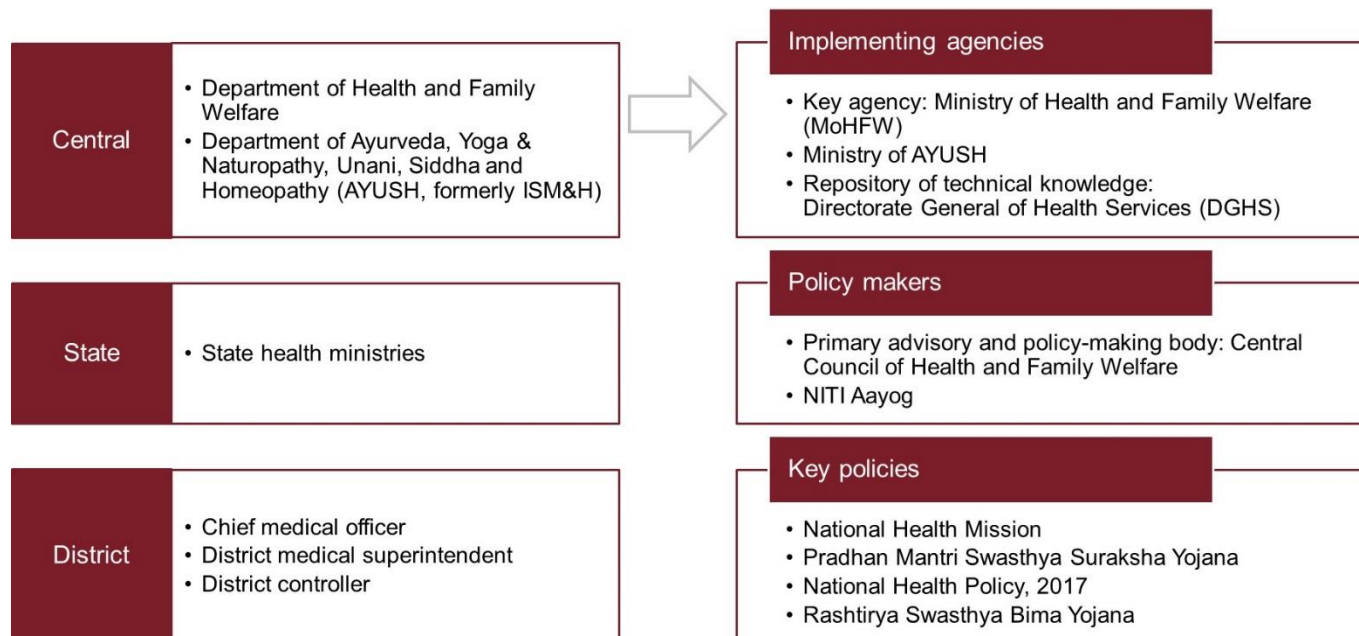 Central
• Department of Health and Family
Welfare
• Department of Ayurveda, Yoga &
Naturopathy, Unani, Siddha and
Homeopathy (AYUSH, formerly ISM&H)
Implementing agencies
• Key agency: Ministry of Health and Family Welfare
(MoHFW)
• Ministry of AYUSH
• Repository of technical knowledge:
Directorate General of Health Services (DGHS)
State
• State health ministries
Policy makers
• Primary advisory and policy-making body: Central
Council of Health and Family Welfare
• NITI Aayog
District
• Chief medical officer
• District medical superintendent
• District controller
Key policies
• National Health Mission
• Pradhan Mantri Swasthya Suraksha Yojana
• National Health Policy, 2017
• Rashtirya Swasthya Bima Yojana